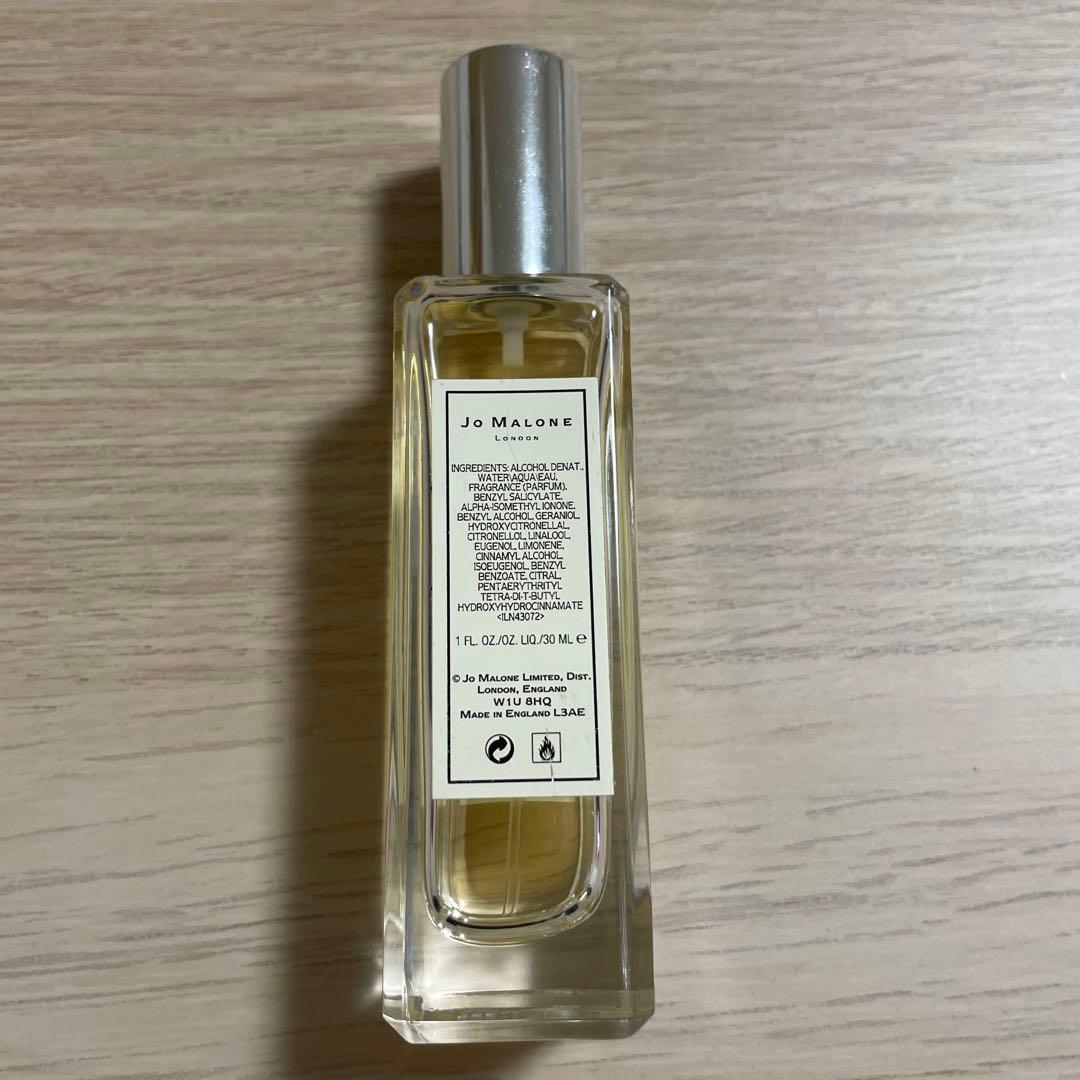 JO MALONE
LONDON
INGREDIENTS: ALCOHOL DENAT.,
WATER\AQUA\EAU,
FRAGRANCE (PARFUM),
BENZYL SALICYLATE,
ALPHA-ISOMETHYL IONONE,
BENZYL ALCOHOL, GERANIOL,
HYDROXYCITRONELLAL,
CITRONELLOL, LINALOOL,
EUGENOL, LIMONENE,
CINNAMYL ALCOHOL,
ISOEUGENOL, BENZYL
BENZOATE, CITRAL,
PENTAERYTHRITYL
TETRA-DI-T-BUTYL
HYDROXYHYDROCINNAMATE
<ILN43072>
1 FL. OZ./OZ. LIQ./30 ML ℮
© JO MALONE LIMITED, DIST.
LONDON, ENGLAND
W1U 8HQ
MADE IN ENGLAND L3AE